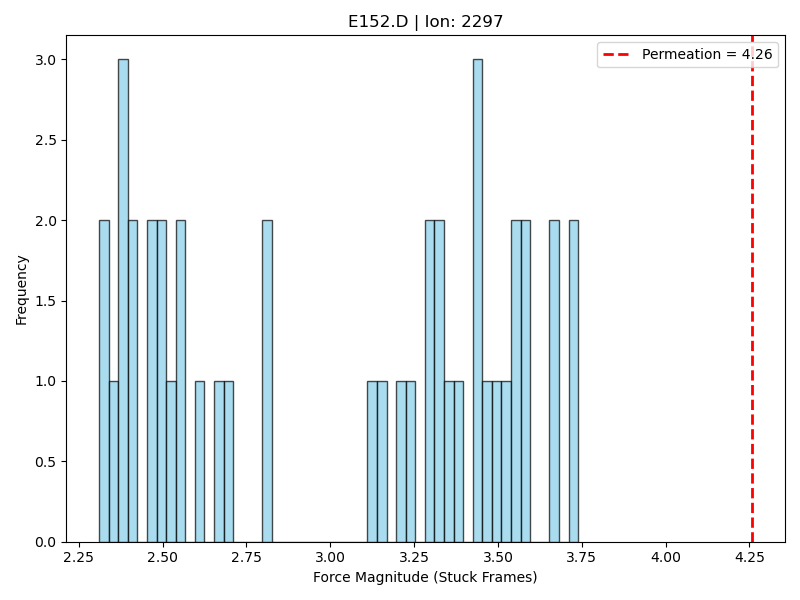 E152.D | Ion: 2297
Permeation = 4.26
3.0
2.5
2.0
1.5
1.0
0.5
0.0
Frequency
2.25 2.50 2.75 3.00 3.25 3.50 3.75 4.00 4.25
Force Magnitude (Stuck Frames)